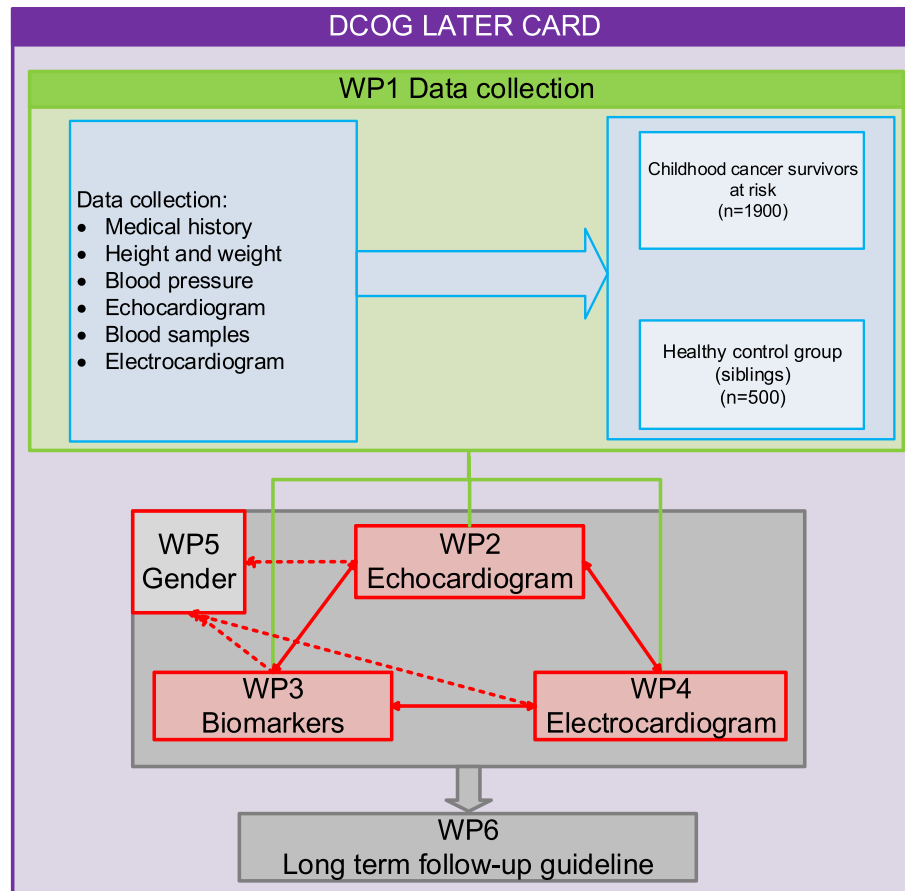 DCOG LATER CARD
WP1 Data collection
Data collection:
• Medical history
• Height and weight
• Blood pressure
• Echocardiogram
• Blood samples
• Electrocardiogram
Childhood cancer survivors
at risk
(n=1900)
Healthy control group
(siblings)
(n=500)
WP5
Gender
WP2
Echocardiogram
WP3
Biomarkers
WP4
Electrocardiogram
WP6
Long term follow-up guideline